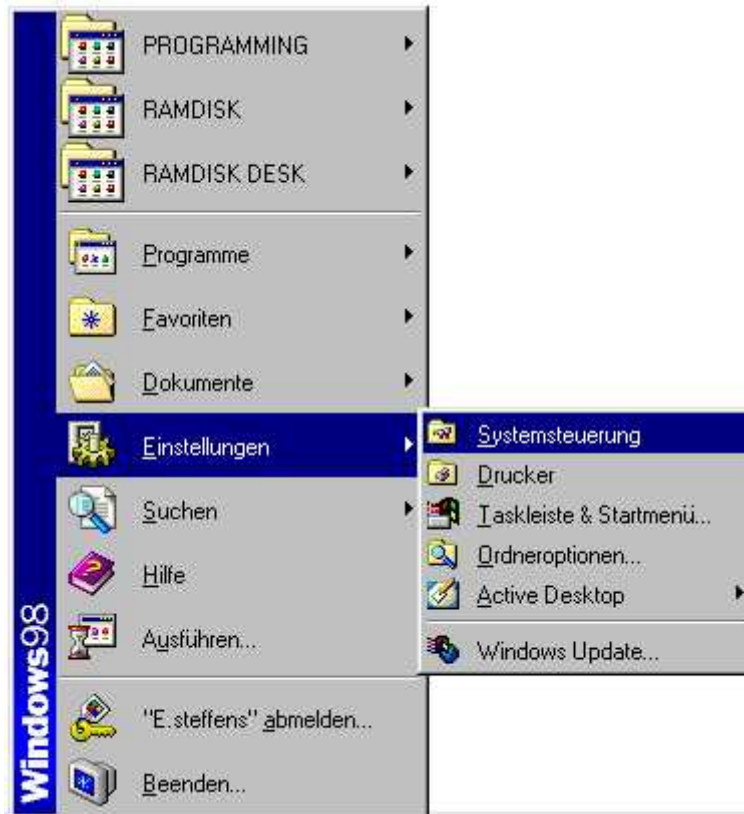 PROGRAMMING
RAMDISK
RAMDISK DESK
Programme
Favoriten
Dokumente
Einstellungen
Suchen
Hilfe
Ausführen...
"E.steffens" abmelden...
Beenden...
Systemsteuerung
Drucker
Taskleiste & Startmenü...
Ordneroptionen...
Active Desktop
Windows Update...
Windows98